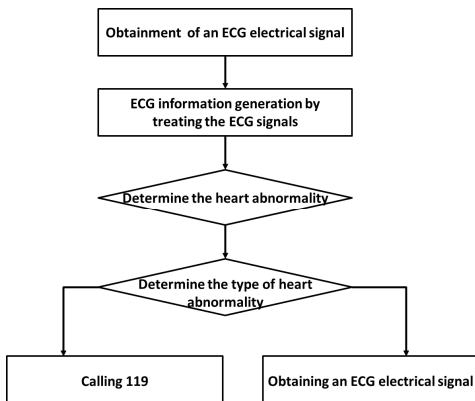 Obtainment of an ECG electrical signal
ECG information generation by
treating the ECG signals
Determine the heart abnormality
Determine the type of heart
abnormality
Calling 119
Obtaining an ECG electrical signal